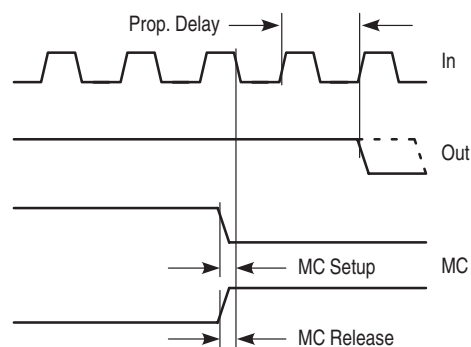 Prop. Delay
In
Out
MC Setup
MC
MC Release